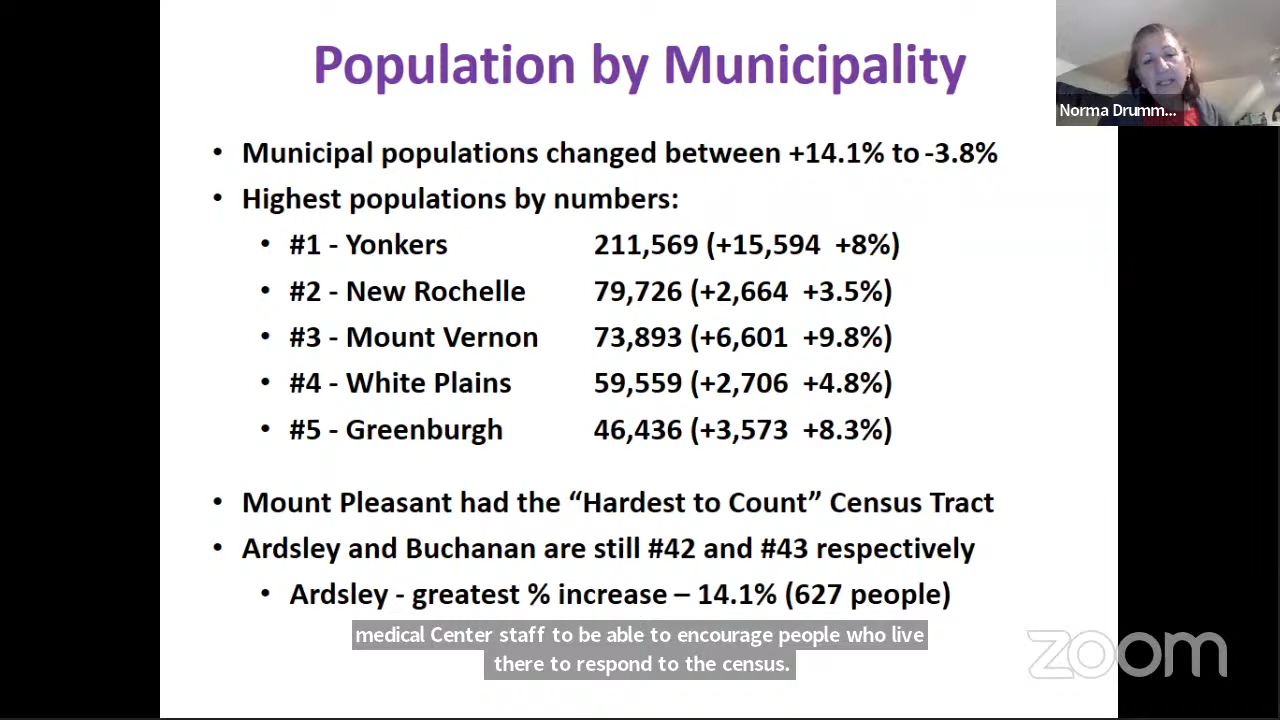 Population by Municipality
Norma Drumm...
• Municipal populations changed between +14.1% to -3.8%
• Highest populations by numbers:
• #1 - Yonkers 211,569 (+15,594 +8%)
• #2 - New Rochelle 79,726 (+2,664 +3.5%)
• #3 - Mount Vernon 73,893 (+6,601 +9.8%)
• #4 - White Plains 59,559 (+2,706 +4.8%)
• #5 - Greenburgh 46,436 (+3,573 +8.3%)
• Mount Pleasant had the “Hardest to Count” Census Tract
• Ardsley and Buchanan are still #42 and #43 respectively
• Ardsley - greatest % increase – 14.1% (627 people)
medical Center staff to be able to encourage people who live
there to respond to the census.
zoom